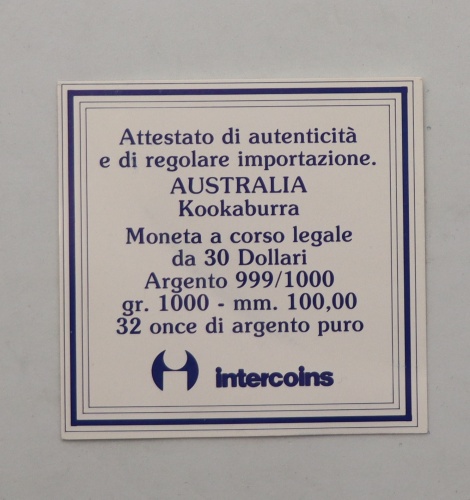 Attestato di autenticità
e di regolare importazione.
AUSTRALIA
Kookaburra
Moneta a corso legale
da 30 Dollari
Argento 999/1000
gr. 1000 - mm. 100,00
32 once di argento puro
intercoins